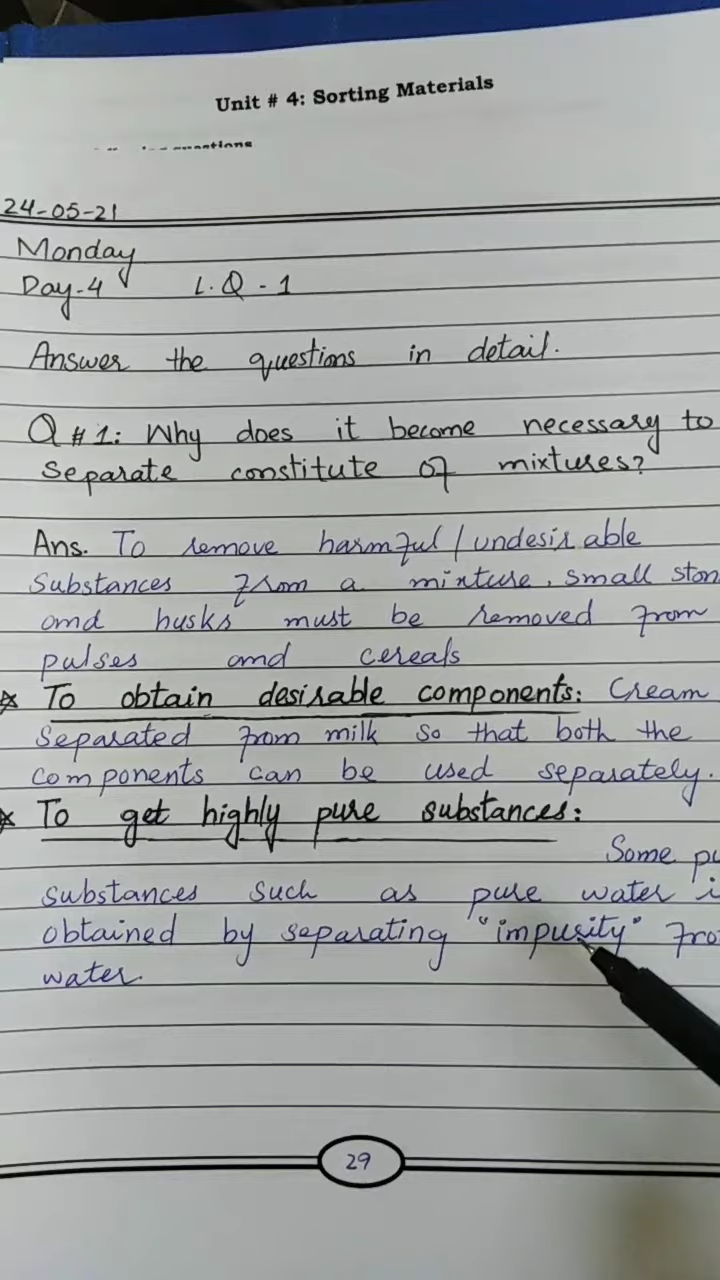 Unit # 4: Sorting Materials
24-05-21
Monday
Day-4 L.Q - 1
Answer the questions in detail.
Q # 1: Why does it become necessary to
separate constitute of mixtures?
Ans. To remove harmful/undesirable
substances from a mixture, small ston
and husks must be removed from
pulses and cereals
* To obtain desirable components: Cream
separated from milk so that both the
components can be used separately.
* To get highly pure substances:
Some pu
substances such as pure water i
obtained by separating "impurity" fro
water.
29